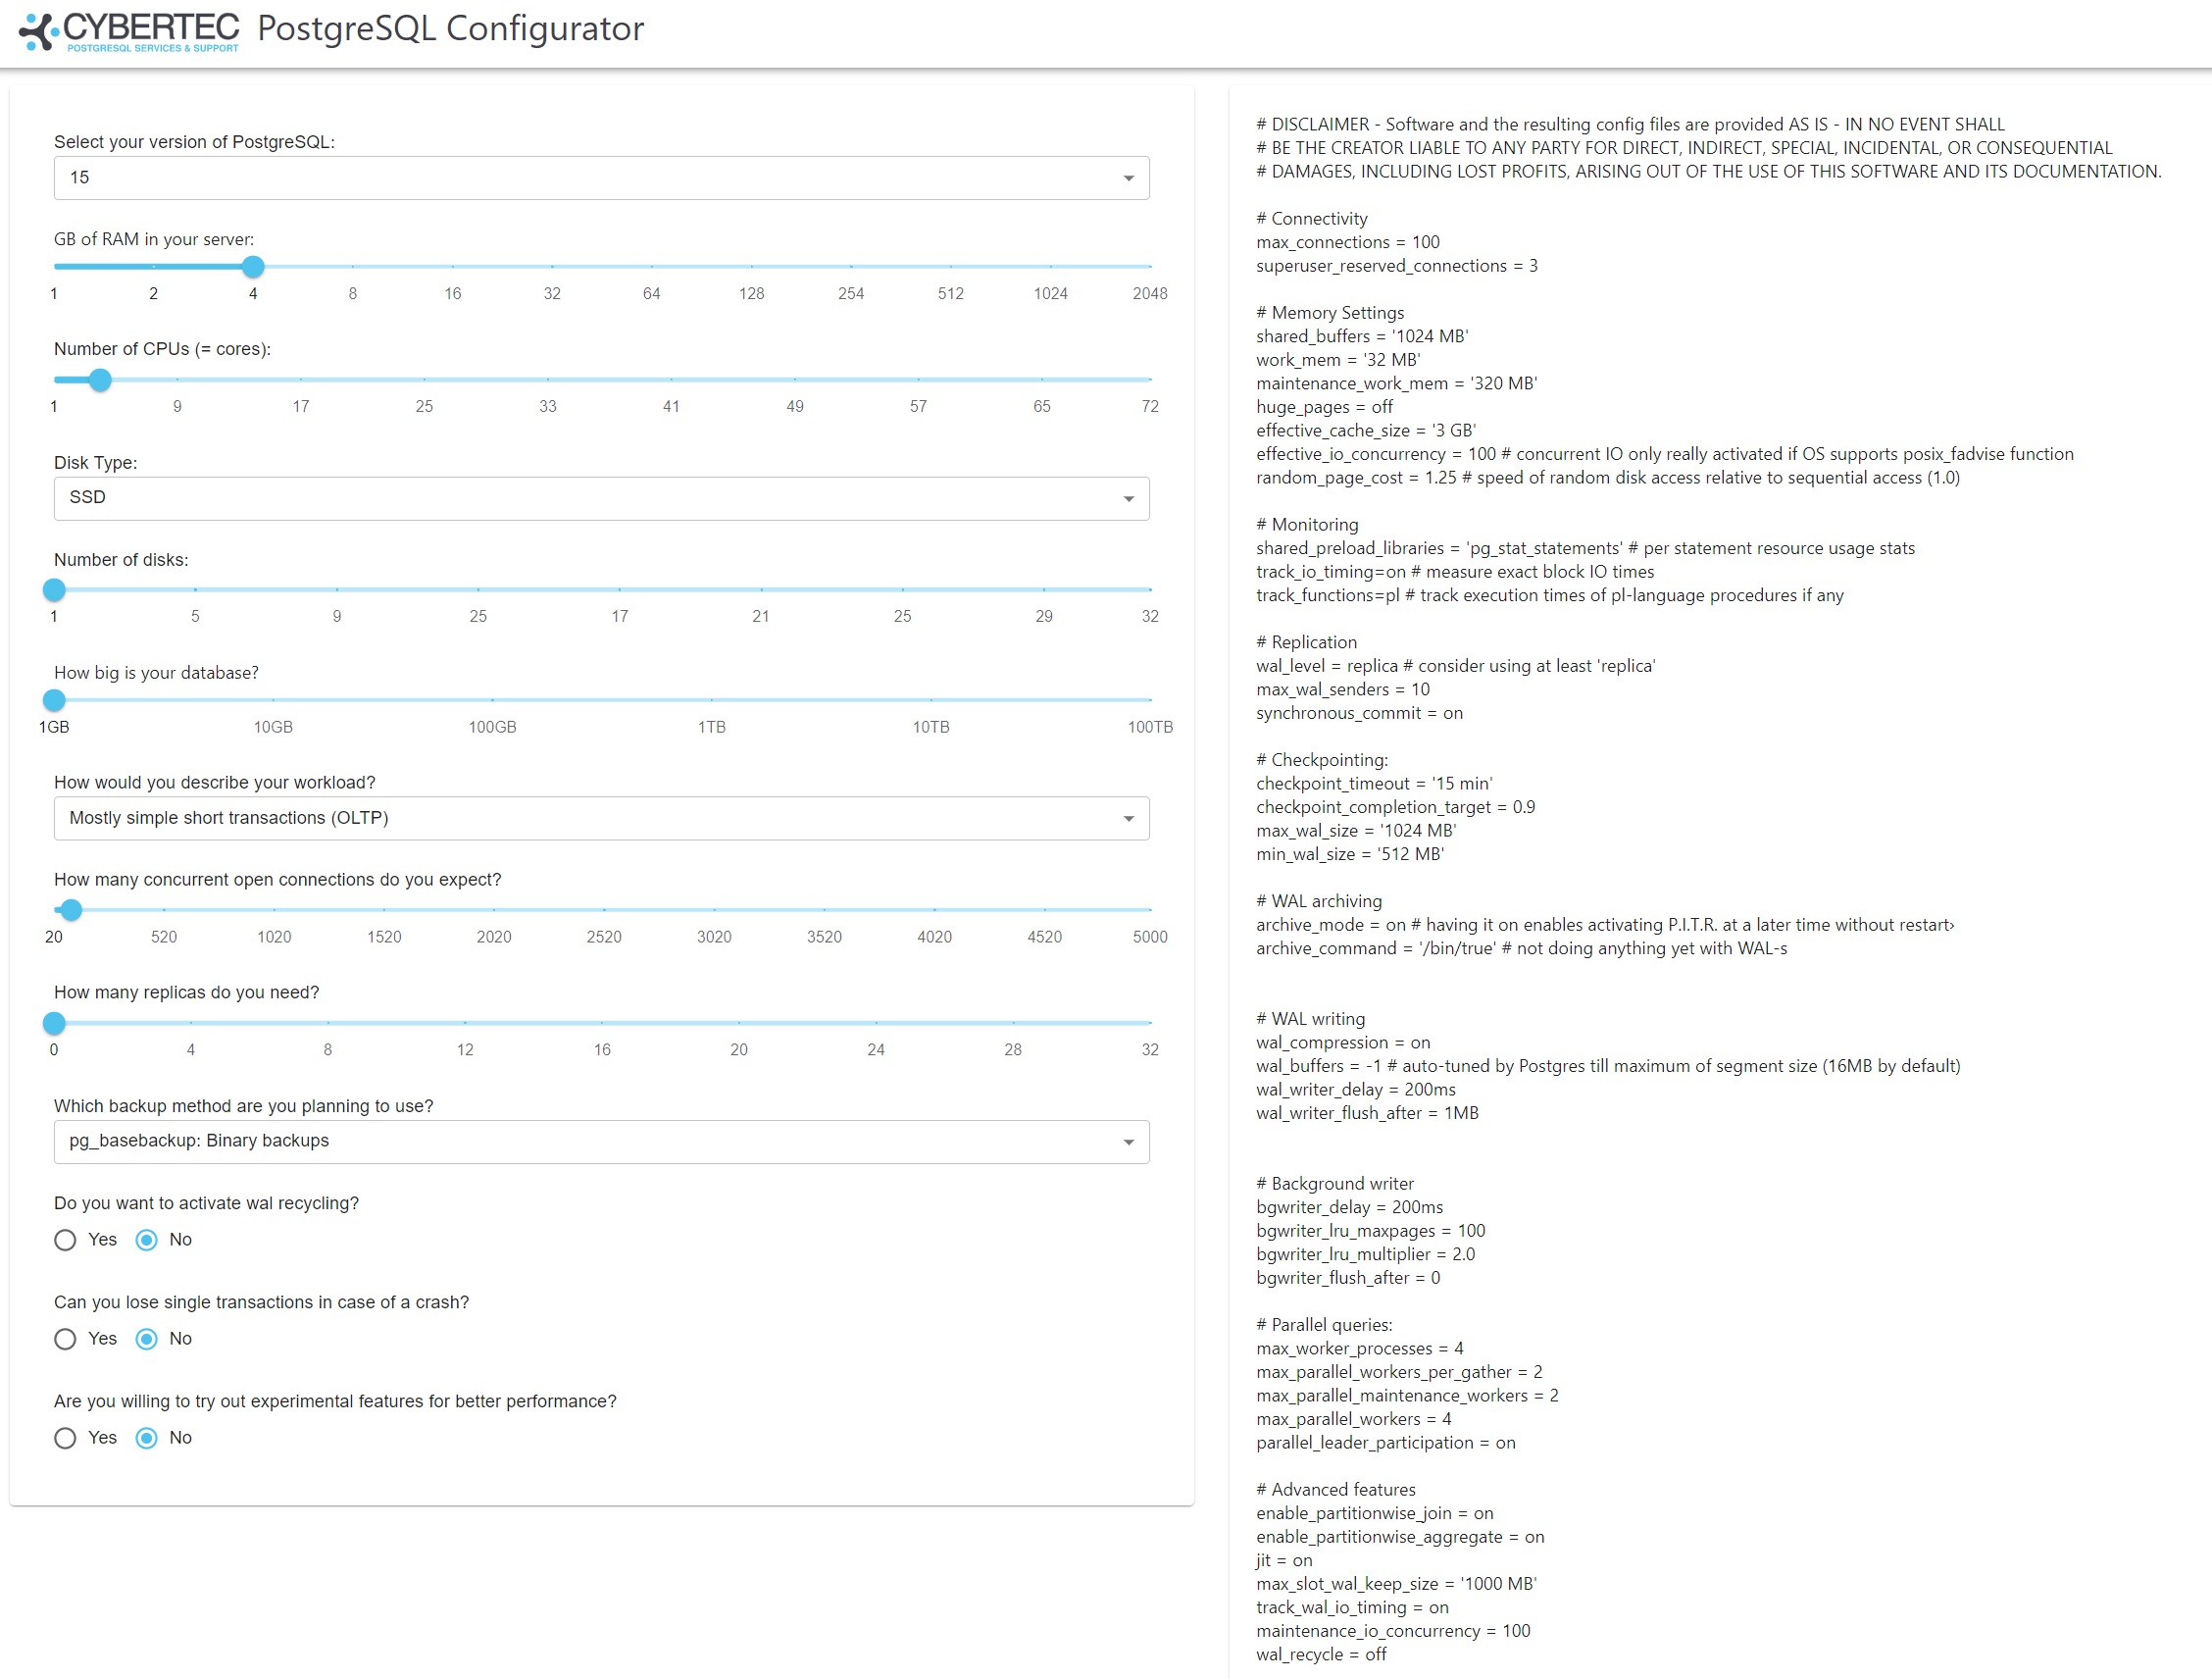 CYBERTEC
POSTGRESQL SERVICES & SUPPORT
PostgreSQL Configurator
Select your version of PostgreSQL:
15
GB of RAM in your server:
1 2 4 8 16 32 64 128 254 512 1024 2048
Number of CPUs (= cores):
1 9 17 25 33 41 49 57 65 72
Disk Type:
SSD
Number of disks:
1 5 9 25 17 21 25 29 32
How big is your database?
1GB 10GB 100GB 1TB 10TB 100TB
How would you describe your workload?
Mostly simple short transactions (OLTP)
How many concurrent open connections do you expect?
20 520 1020 1520 2020 2520 3020 3520 4020 4520 5000
How many replicas do you need?
0 4 8 12 16 20 24 28 32
Which backup method are you planning to use?
pg_basebackup: Binary backups
Do you want to activate wal recycling?
Yes No
Can you lose single transactions in case of a crash?
Yes No
Are you willing to try out experimental features for better performance?
Yes No
# DISCLAIMER - Software and the resulting config files are provided AS IS - IN NO EVENT SHALL
# BE THE CREATOR LIABLE TO ANY PARTY FOR DIRECT, INDIRECT, SPECIAL, INCIDENTAL, OR CONSEQUENTIAL
# DAMAGES, INCLUDING LOST PROFITS, ARISING OUT OF THE USE OF THIS SOFTWARE AND ITS DOCUMENTATION.
# Connectivity
max_connections = 100
superuser_reserved_connections = 3
# Memory Settings
shared_buffers = '1024 MB'
work_mem = '32 MB'
maintenance_work_mem = '320 MB'
huge_pages = off
effective_cache_size = '3 GB'
effective_io_concurrency = 100 # concurrent IO only really activated if OS supports posix_fadvise function
random_page_cost = 1.25 # speed of random disk access relative to sequential access (1.0)
# Monitoring
shared_preload_libraries = 'pg_stat_statements' # per statement resource usage stats
track_io_timing=on # measure exact block IO times
track_functions=pl # track execution times of pl-language procedures if any
# Replication
wal_level = replica # consider using at least 'replica'
max_wal_senders = 10
synchronous_commit = on
# Checkpointing:
checkpoint_timeout = '15 min'
checkpoint_completion_target = 0.9
max_wal_size = '1024 MB'
min_wal_size = '512 MB'
# WAL archiving
archive_mode = on # having it on enables activating P.I.T.R. at a later time without restart›
archive_command = '/bin/true' # not doing anything yet with WAL-s
# WAL writing
wal_compression = on
wal_buffers = -1 # auto-tuned by Postgres till maximum of segment size (16MB by default)
wal_writer_delay = 200ms
wal_writer_flush_after = 1MB
# Background writer
bgwriter_delay = 200ms
bgwriter_lru_maxpages = 100
bgwriter_lru_multiplier = 2.0
bgwriter_flush_after = 0
# Parallel queries:
max_worker_processes = 4
max_parallel_workers_per_gather = 2
max_parallel_maintenance_workers = 2
max_parallel_workers = 4
parallel_leader_participation = on
# Advanced features
enable_partitionwise_join = on
enable_partitionwise_aggregate = on
jit = on
max_slot_wal_keep_size = '1000 MB'
track_wal_io_timing = on
maintenance_io_concurrency = 100
wal_recycle = off